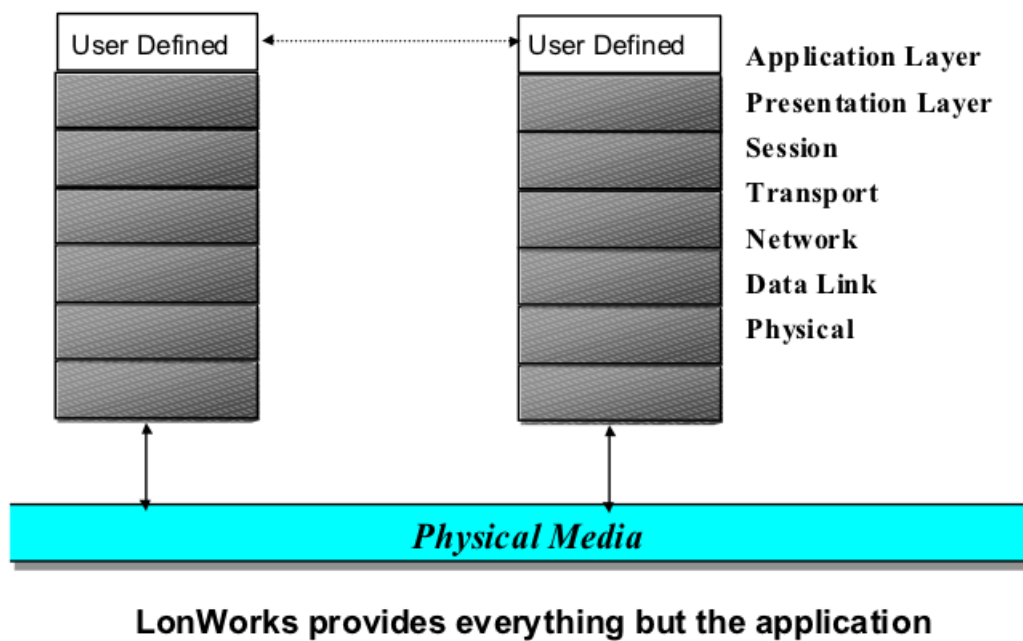 User Defined
User Defined
Application Layer
Presentation Layer
Session
Transport
Network
Data Link
Physical
Physical Media
LonWorks provides everything but the application